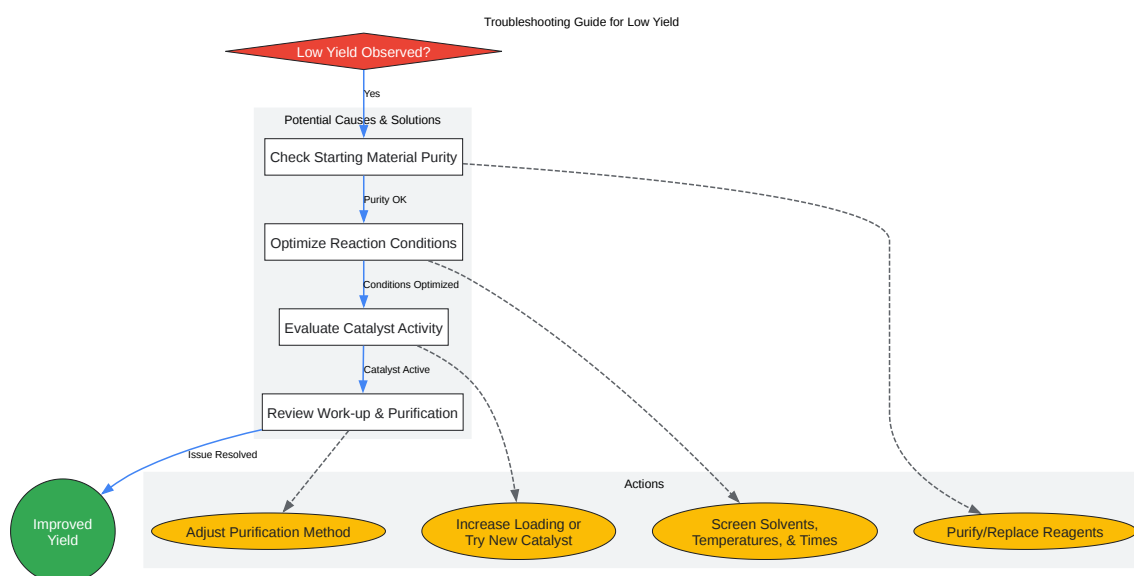 Troubleshooting Guide for Low Yield
Low Yield Observed?
Yes
Potential Causes & Solutions
Check Starting Material Purity
Purity OK
Optimize Reaction Conditions
Conditions Optimized
Evaluate Catalyst Activity
Catalyst Active
Review Work-up & Purification
Issue Resolved
Actions
Improved
Yield
Adjust Purification Method
Increase Loading or
Try New Catalyst
Screen Solvents,
Temperatures, & Times
Purify/Replace Reagents